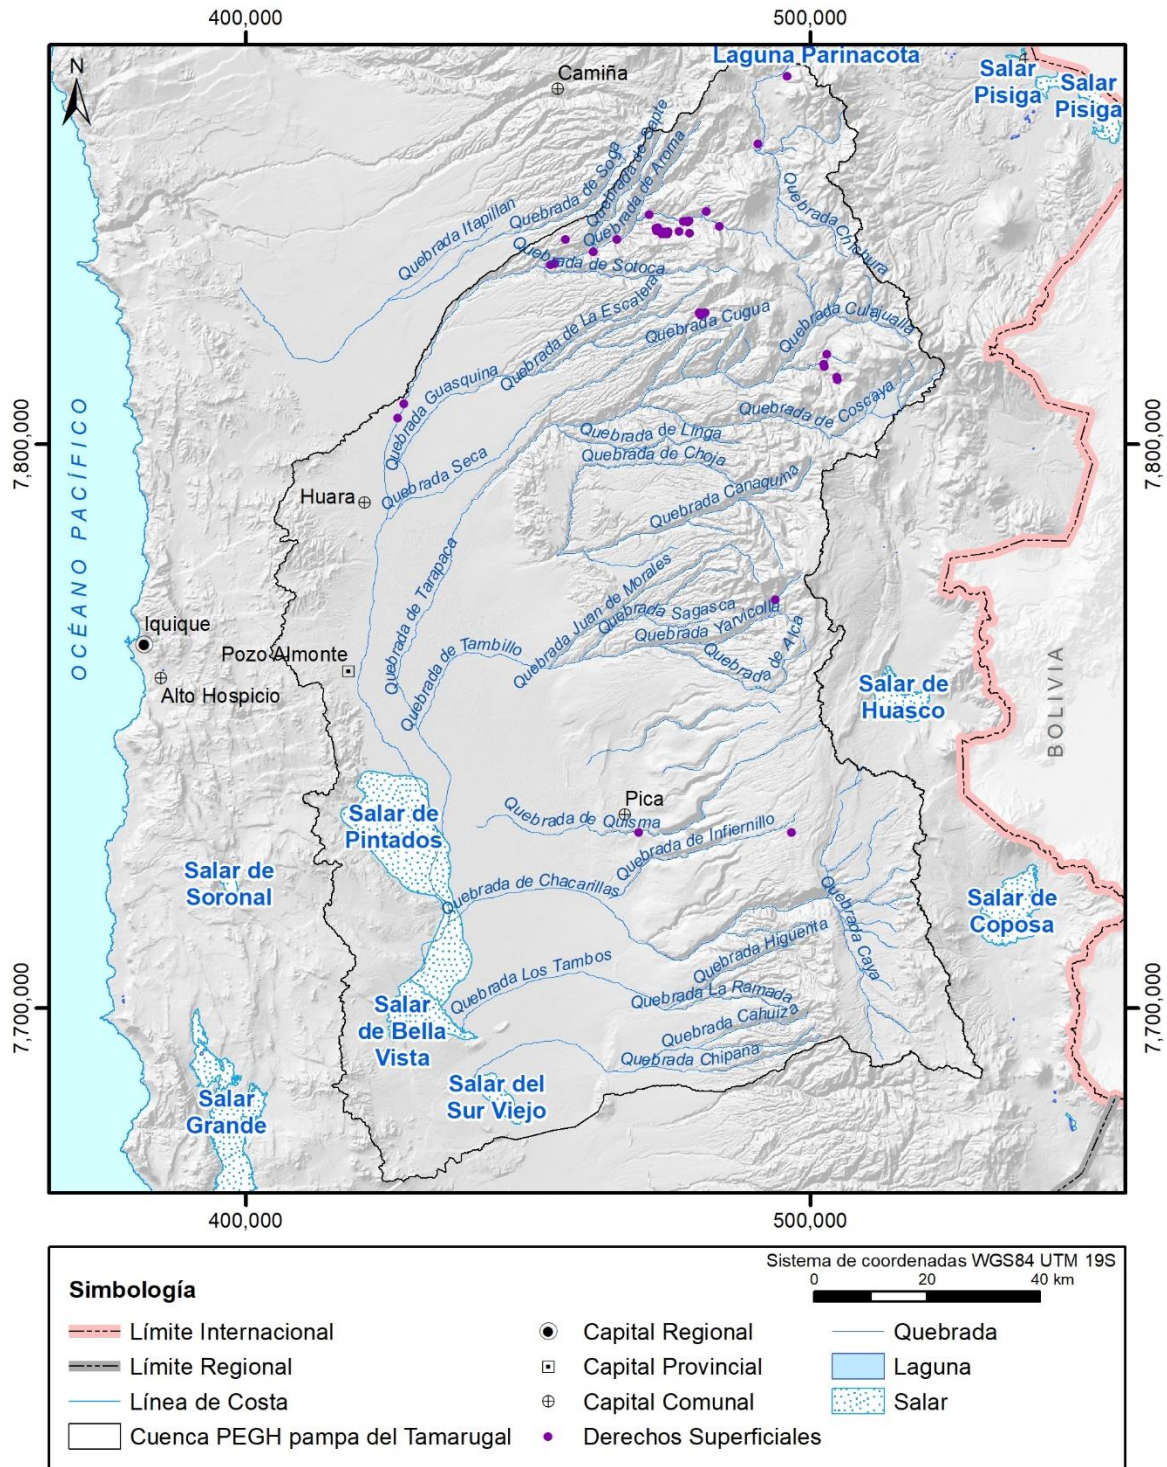 400,000
500,000
Laguna Parinacota
N
Camiña
Salar
Pisiga
Salar
Pisiga
Quebrada de Sapte
Quebrada de Soga
Quebrada de Aroma
Quebrada Itapillan
Quebrada Chichura
Quebrada de Sotoca
Quebrada de La Escalera
Quebrada Cugua
Quebrada Culajualla
Quebrada Guasquina
Quebrada de Coscaya
Quebrada de Linga
Quebrada de Choja
7,800,000
7,800,000
Quebrada Seca
Huara
Quebrada Canaquina
OCÉANO PACÍFICO
Quebrada de Tarapaca
Quebrada Juan de Morales
Quebrada Sagasca
Quebrada Yarvicolla
Quebrada de Alca
Iquique
Pozo Almonte
Quebrada de Tambillo
Alto Hospicio
Salar de
Huasco
BOLIVIA
Pica
Salar de
Pintados
Quebrada de Quisma
Quebrada de Infiernillo
Salar de
Soronal
Quebrada de Chacarillas
Quebrada Caya
Salar de
Coposa
Quebrada Higuerita
Quebrada Los Tambos
Quebrada La Ramada
7,700,000
7,700,000
Salar
de Bella
Vista
Quebrada Cahuiza
Quebrada Chipana
Salar del
Sur Viejo
Salar
Grande
400,000
500,000
Sistema de coordenadas WGS84 UTM 19S
0 20 40 km
Simbología
Límite Internacional
Capital Regional
Quebrada
Límite Regional
Capital Provincial
Laguna
Línea de Costa
Capital Comunal
Salar
Cuenca PEGH pampa del Tamarugal
Derechos Superficiales